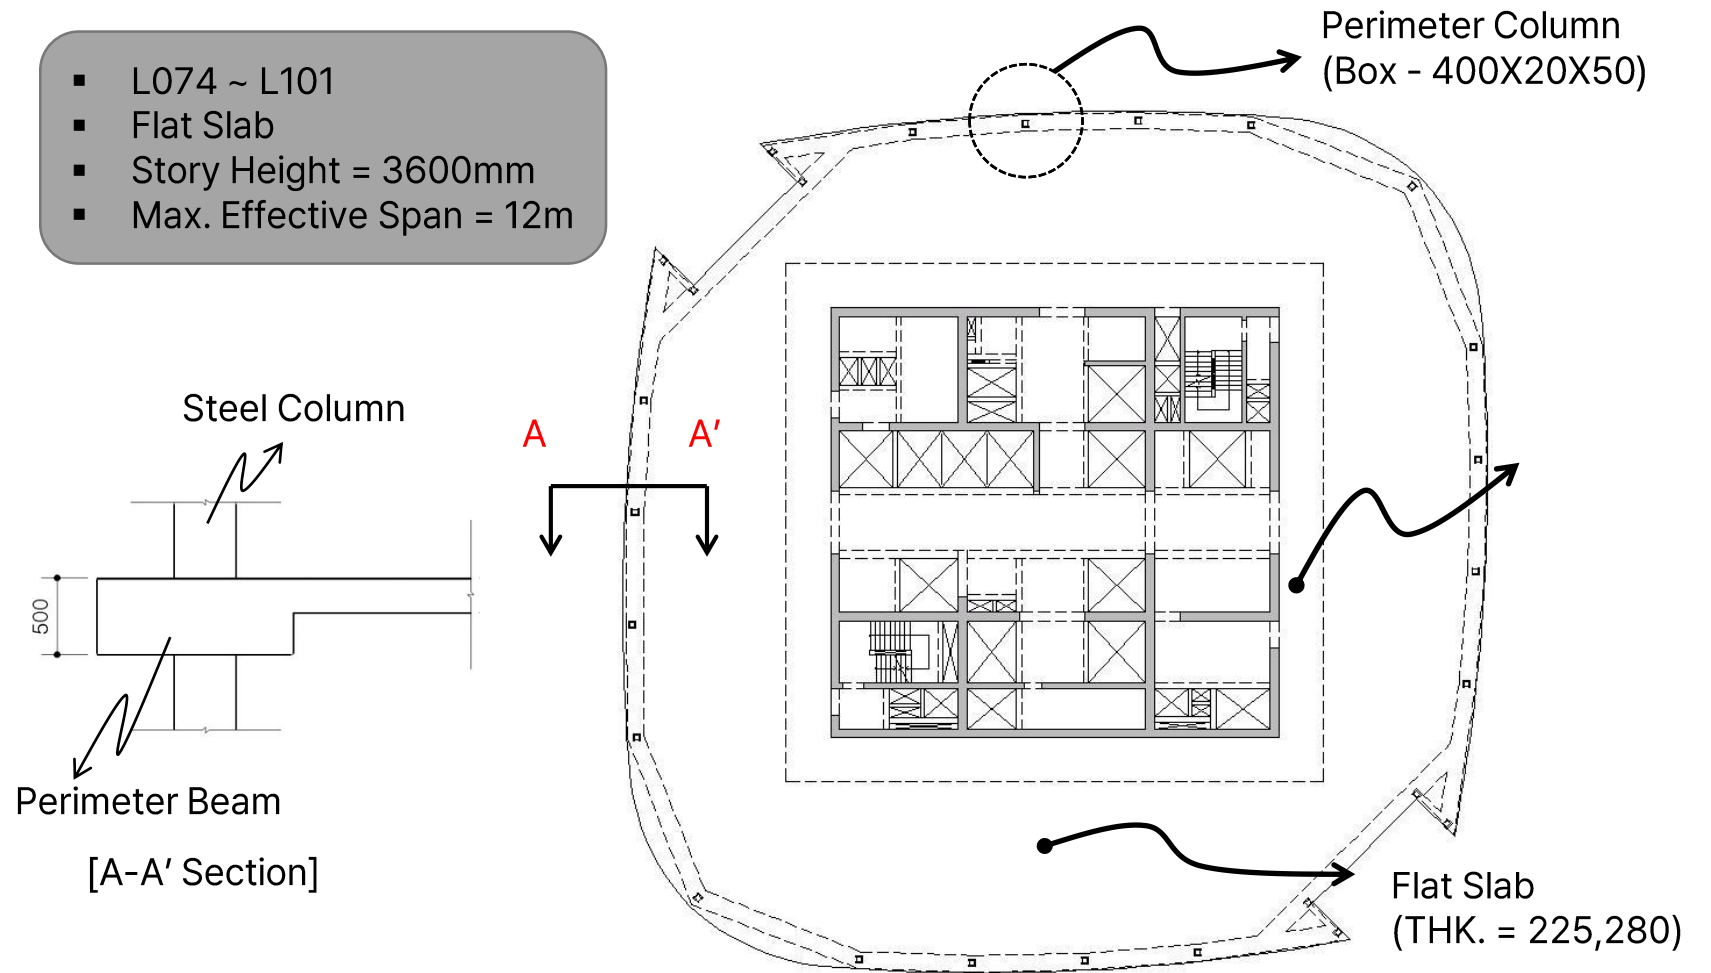 ▪ L074 ~ L101
▪ Flat Slab
▪ Story Height = 3600mm
▪ Max. Effective Span = 12m
Perimeter Column
(Box - 400X20X50)
Steel Column
A
A′
500
Perimeter Beam
[A-A′ Section]
Flat Slab
(THK. = 225,280)